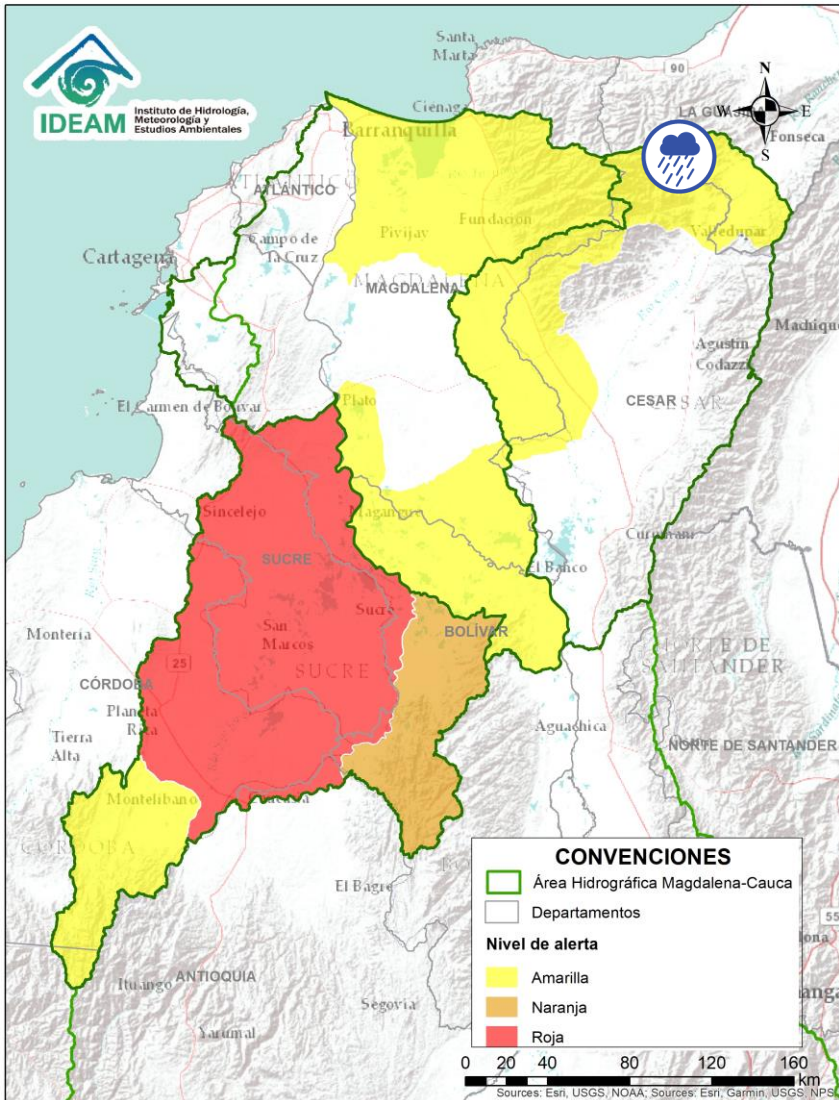 IDEAM
Instituto de Hidrología,
Meteorología y
Estudios Ambientales
Santa
Marta
90
N
W
E
S
Ciénaga
Barranquilla
Fonseca
ATLÁNTICO
Fundación
Cartagena
Campo de
la Cruz
Pivijay
Valledupar
MAGDALENA
MAGDALENA
Machiques
Agustín
Codazzi
CESAR
CESAR
El Carmen de Bolívar
Plato
Sincelejo
Magangué
SUCRE
Curumaní
El Banco
Sucre
BOLÍVAR
Montería
San
Marcos
SUCRE
NORTE DE
SANTANDER
25
CÓRDOBA
Planeta
Rica
Tierra
Alta
Aguachica
NORTE DE SANTANDER
Montelíbano
CÓRDOBA
El Bagre
Ituango
ANTIOQUIA
Segovia
Yarumal
CONVENCIONES
Área Hidrográfica Magdalena-Cauca
Departamentos
Nivel de alerta
Amarilla
Naranja
Roja
55
0 20 40 80 120 160
km
Sources: Esri, USGS, NOAA; Sources: Esri, Garmin, USGS, NPS